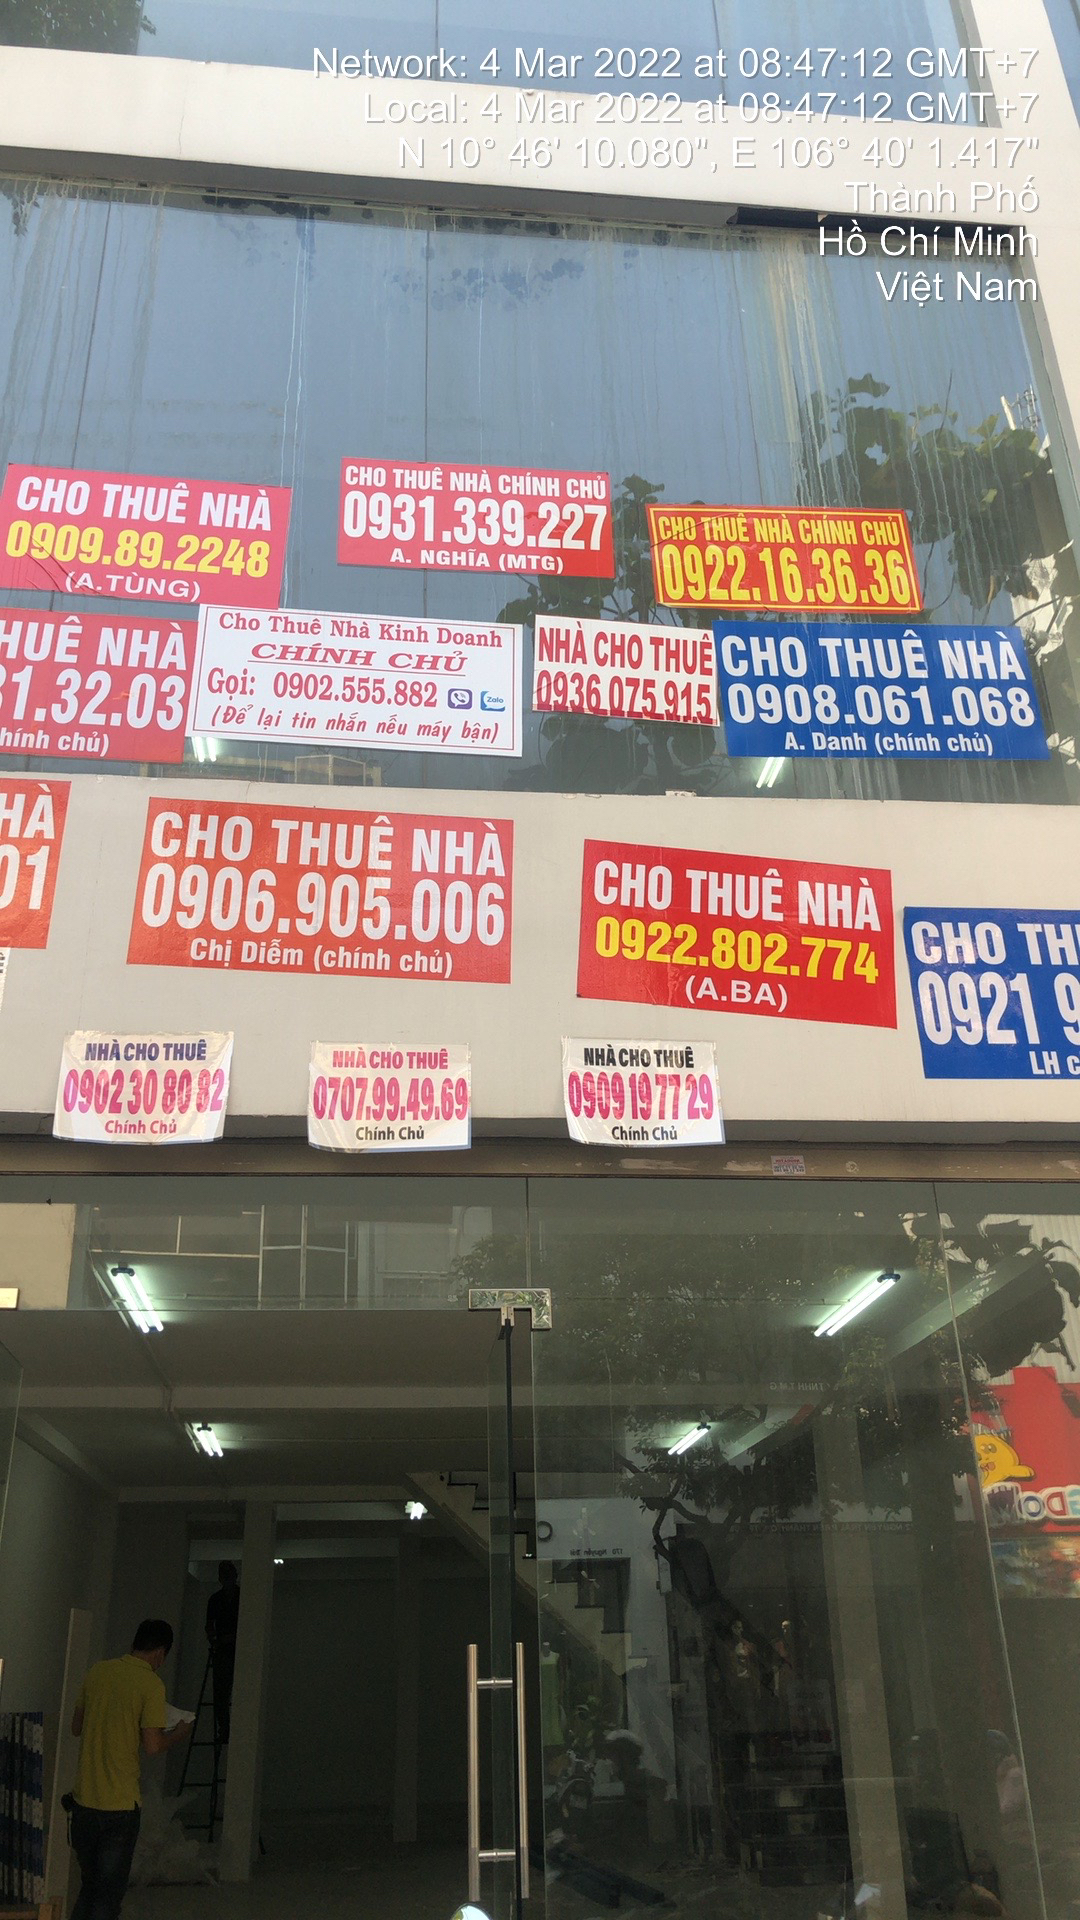 Network: 4 Mar 2022 at 08:47:12 GMT+7
Local: 4 Mar 2022 at 08:47:12 GMT+7
N 10° 46' 10.080", E 106° 40' 1.417"
Thành Phố
Hồ Chí Minh
Việt Nam
CHO THUÊ NHÀ
0909.89.2248
(A.TÙNG)
CHO THUÊ NHÀ CHÍNH CHỦ
0931.339.227
A. NGHĨA (MTG)
CHO THUÊ NHÀ CHÍNH CHỦ
0922.16.36.36
HUÊ NHÀ
31.32.03
hính chủ)
Cho Thuê Nhà Kinh Doanh
CHÍNH CHỦ
Gọi: 0902.555.882 Zalo
(Để lại tin nhắn nếu máy bận)
NHÀ CHO THUÊ
0936.075.915
CHO THUÊ NHÀ
0908.061.068
A. Danh (chính chủ)
HÀ
01
CHO THUÊ NHÀ
0906.905.006
Chị Diễm (chính chủ)
CHO THUÊ NHÀ
0922.802.774
(A.BA)
CHO TH
0921 9
LH c
NHÀ CHO THUÊ
0902 30 80 82
Chính Chủ
NHÀ CHO THUÊ
0707.99.49.69
Chính Chủ
NHÀ CHO THUÊ
0909 19 77 29
Chính Chủ